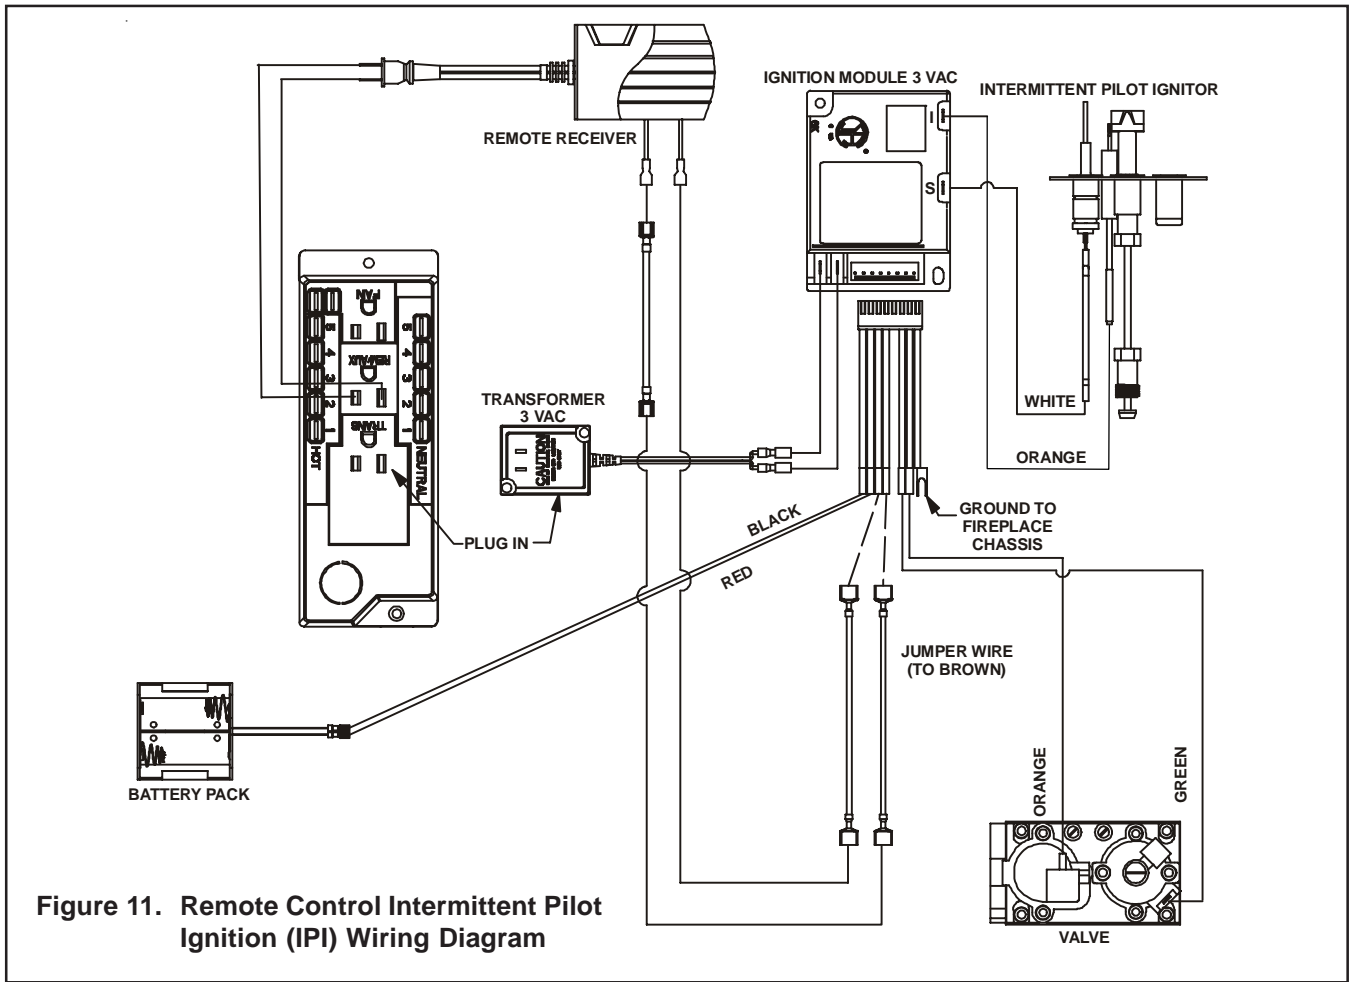 IGNITION MODULE 3 VAC
INTERMITTENT PILOT IGNITOR
REMOTE RECEIVER
I
S
FAN
REM/AUX
TRANS
5
4
3
2
1
HOT
5
4
3
2
1
NEUTRAL
TRANSFORMER
3 VAC
CAUTION
PLUG IN
WHITE
ORANGE
GROUND TO
FIREPLACE
CHASSIS
BLACK
RED
JUMPER WIRE
(TO BROWN)
BATTERY PACK
ORANGE
GREEN
VALVE
Figure 11. Remote Control Intermittent Pilot
Ignition (IPI) Wiring Diagram